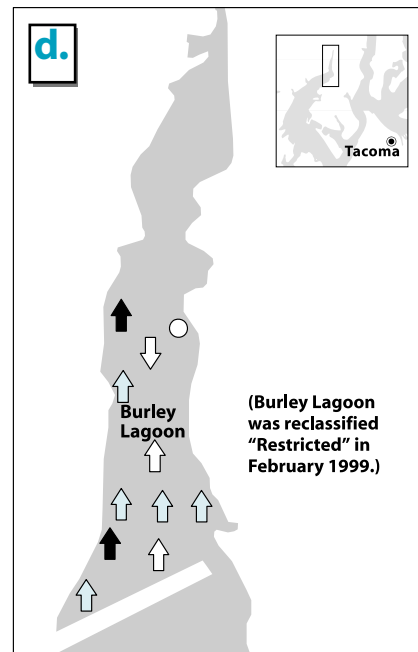 d.
Tacoma
Burley
Lagoon
(Burley Lagoon
was reclassified
“Restricted” in
February 1999.)